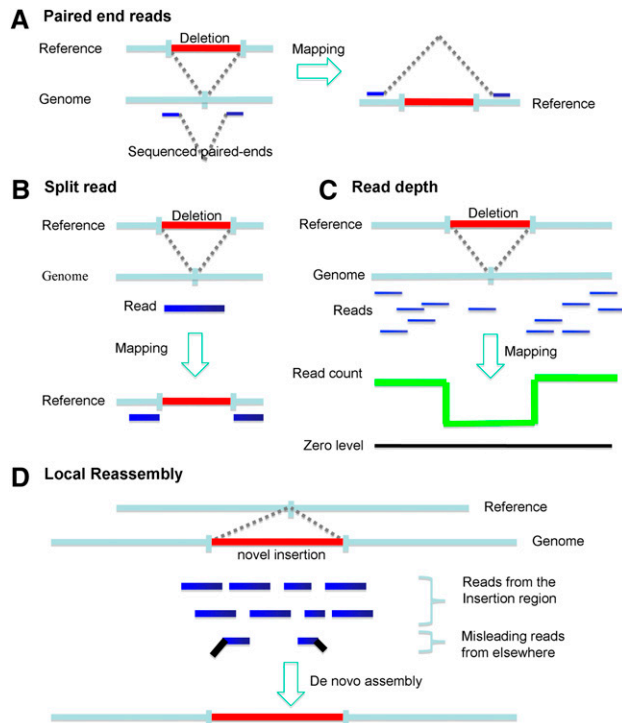 A Paired end reads
Deletion
Reference
Mapping
Genome
Reference
Sequenced paired-ends
B Split read
Deletion
Reference
Genome
Read
Mapping
Reference
C Read depth
Deletion
Reference
Genome
Reads
Mapping
Read count
Zero level
D Local Reassembly
Reference
Genome
novel insertion
Reads from the
Insertion region
Misleading reads
from elsewhere
De novo assembly